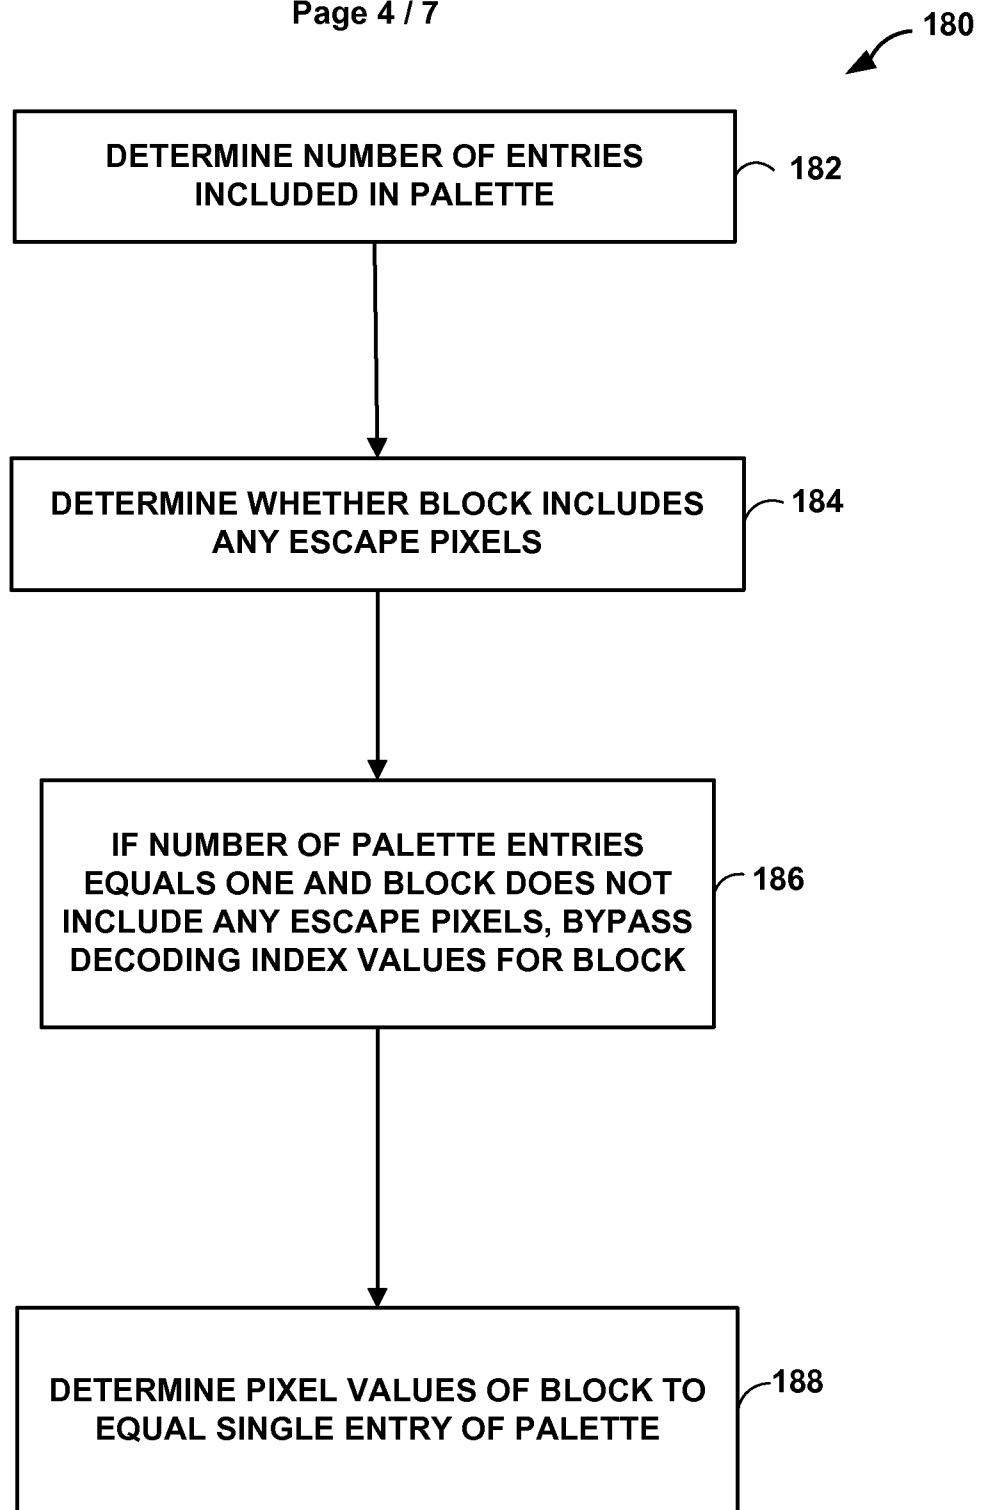 Page 4 / 7
180
DETERMINE NUMBER OF ENTRIES
INCLUDED IN PALETTE
182
DETERMINE WHETHER BLOCK INCLUDES
ANY ESCAPE PIXELS
184
IF NUMBER OF PALETTE ENTRIES
EQUALS ONE AND BLOCK DOES NOT
INCLUDE ANY ESCAPE PIXELS, BYPASS
DECODING INDEX VALUES FOR BLOCK
186
DETERMINE PIXEL VALUES OF BLOCK TO
EQUAL SINGLE ENTRY OF PALETTE
188